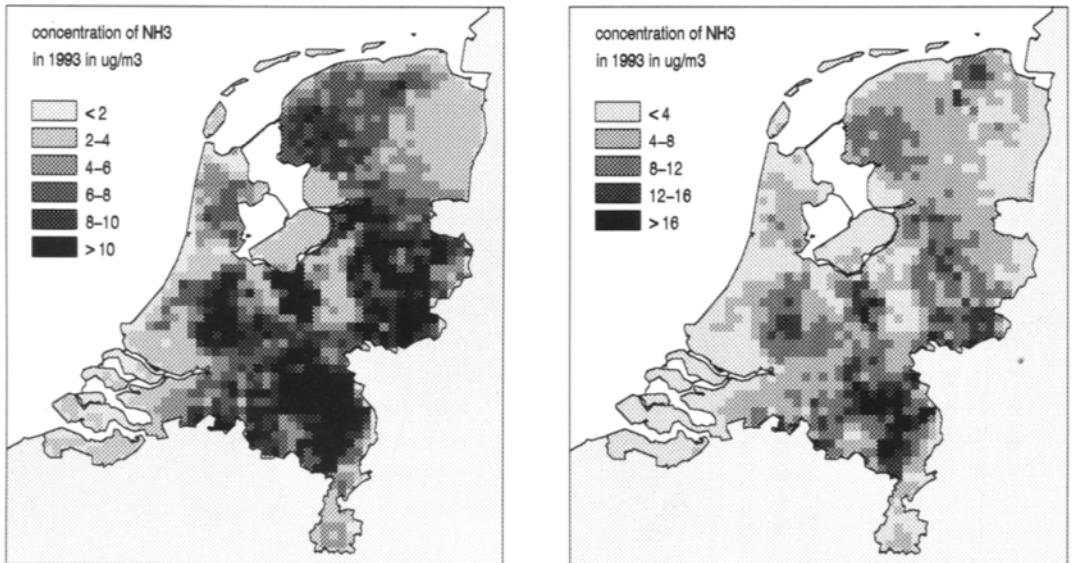 concentration of NH3
in 1993 in ug/m3
< 2
2–4
4–6
6–8
8–10
> 10
concentration of NH3
in 1993 in ug/m3
< 4
4–8
8–12
12–16
> 16